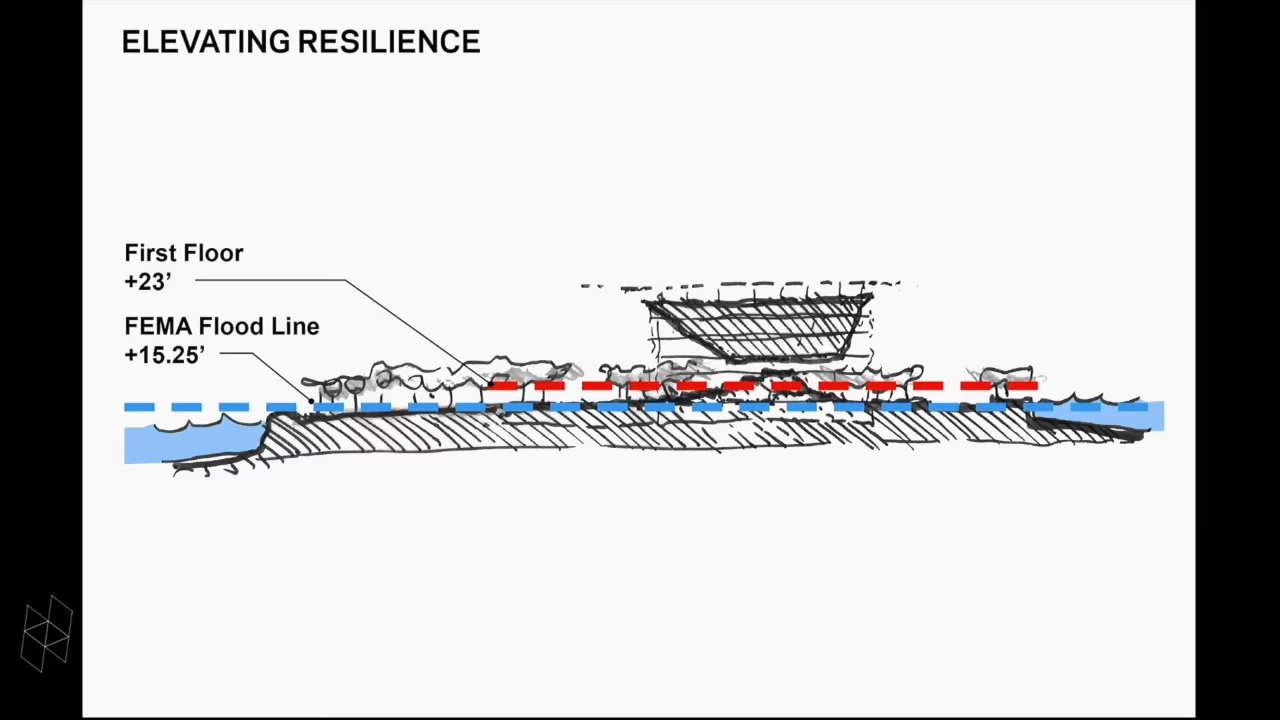 ELEVATING RESILIENCE
First Floor
+23’
FEMA Flood Line
+15.25’